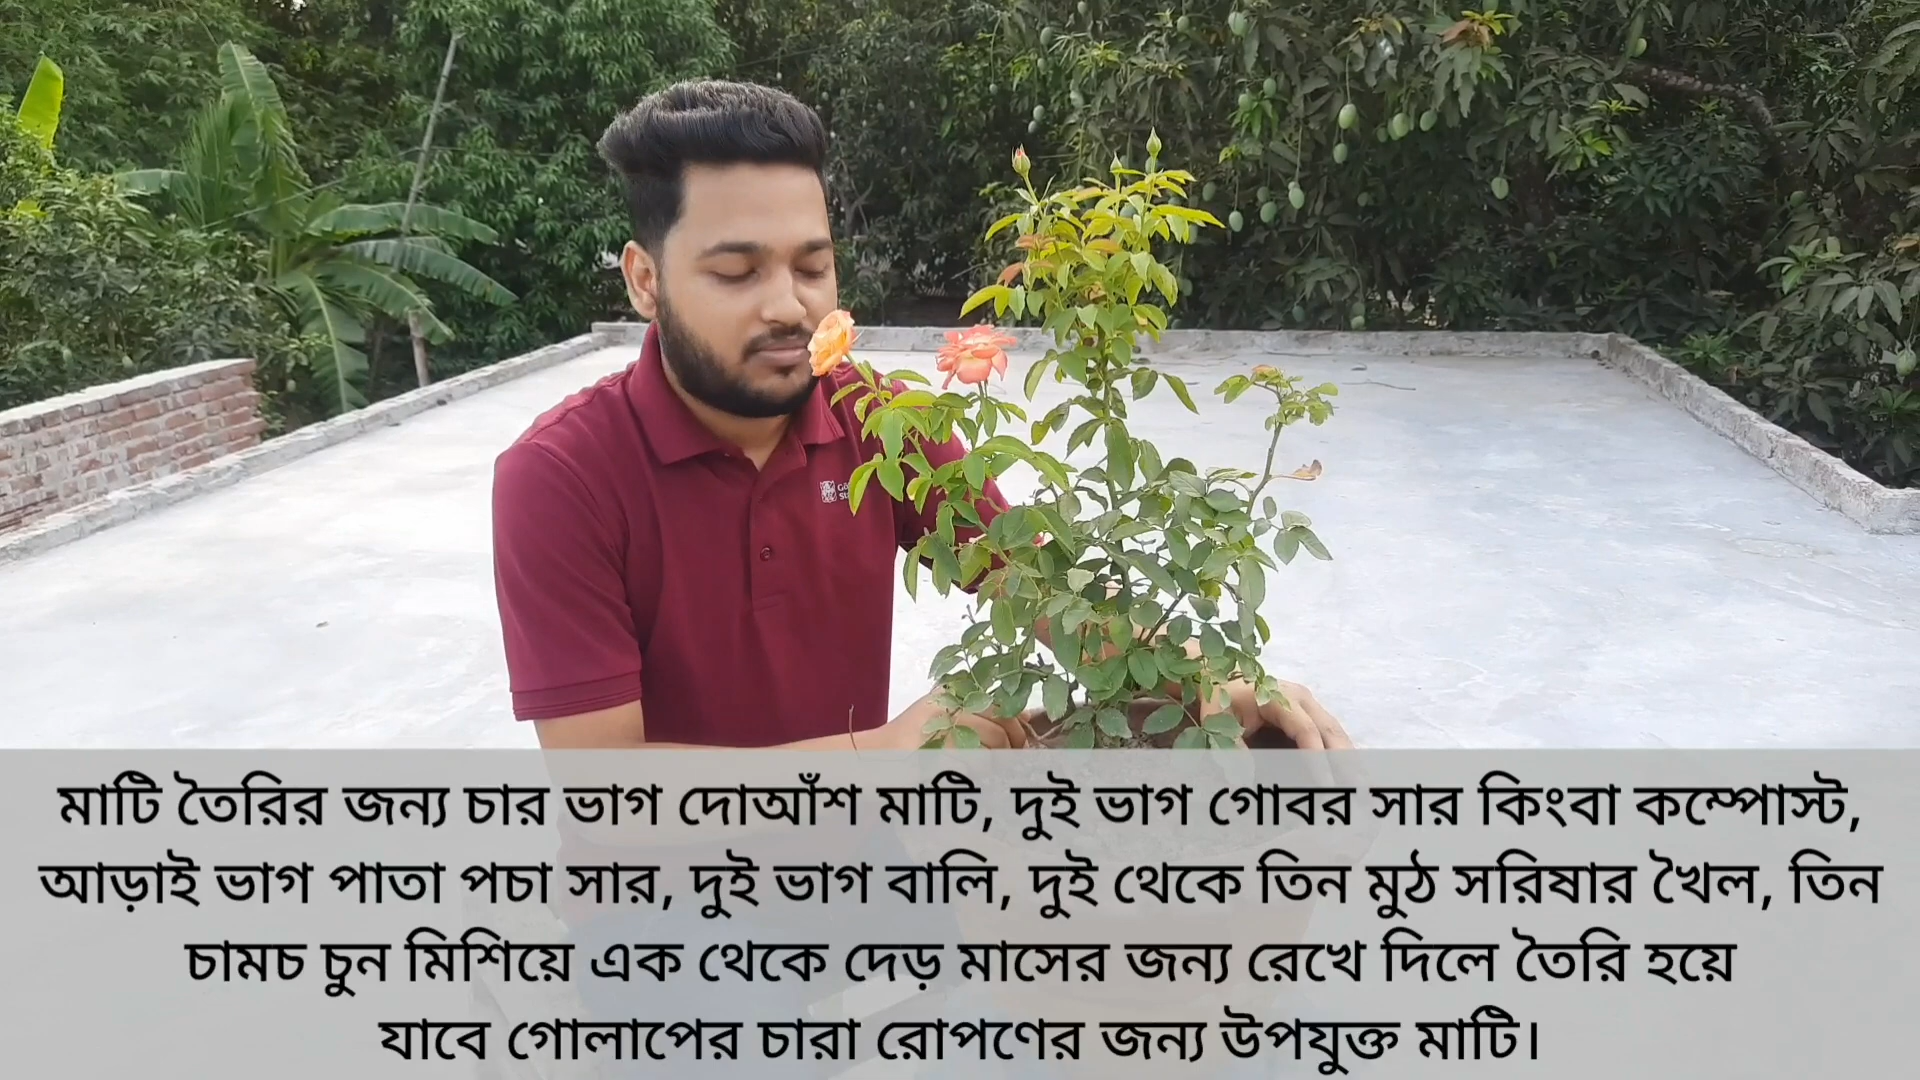 মাটি তৈরির জন্য চার ভাগ দোআঁশ মাটি, দুই ভাগ গোবর সার কিংবা কম্পোস্ট,
আড়াই ভাগ পাতা পচা সার, দুই ভাগ বালি, দুই থেকে তিন মুঠ সরিষার খৈল, তিন
চামচ চুন মিশিয়ে এক থেকে দেড় মাসের জন্য রেখে দিলে তৈরি হয়ে
যাবে গোলাপের চারা রোপণের জন্য উপযুক্ত মাটি।